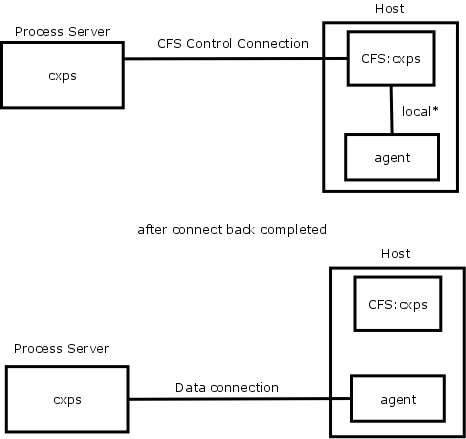 Host
Process Server
CFS Control Connection
cxps
CFS:cxps
local*
agent
after connect back completed
Host
CFS:cxps
Process Server
Data connection
cxps
agent